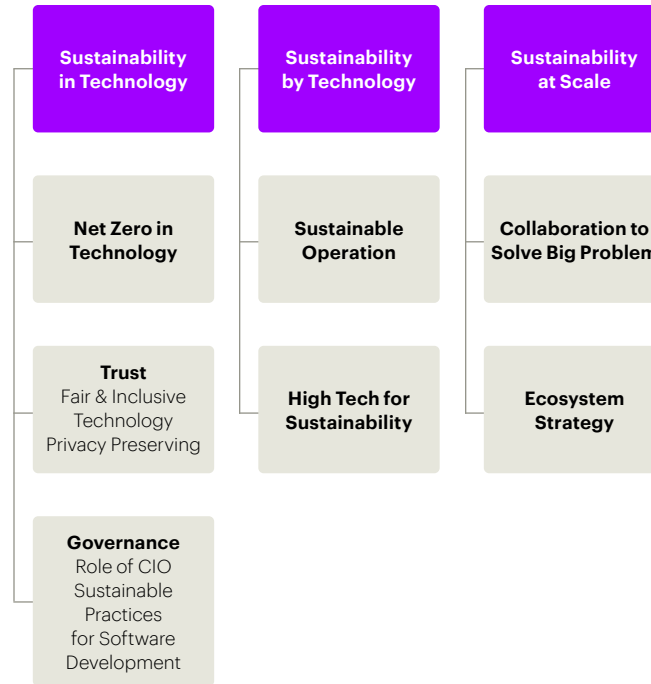 Sustainability
in Technology
Net Zero in
Technology
Trust
Fair & Inclusive
Technology
Privacy Preserving
Governance
Role of CIO
Sustainable
Practices
for Software
Development
Sustainability
by Technology
Sustainable
Operation
High Tech for
Sustainability
Sustainability
at Scale
Collaboration to
Solve Big Problem
Ecosystem
Strategy